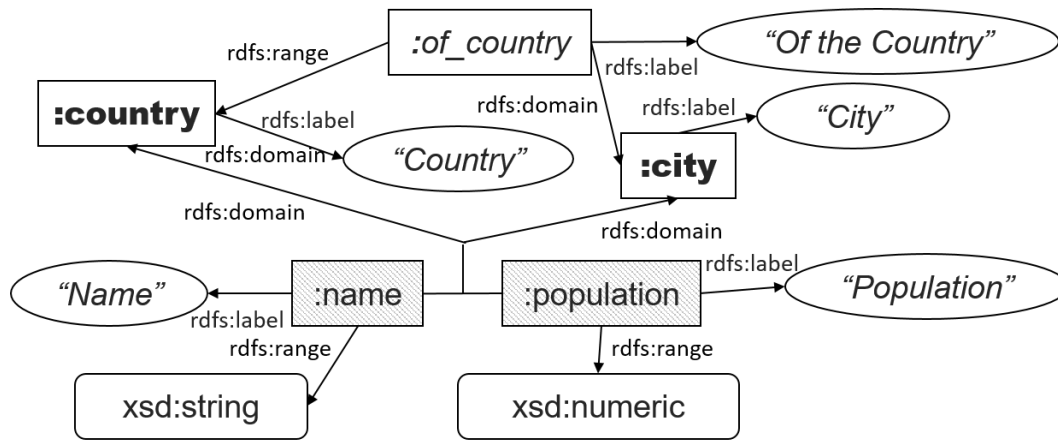 :of_country
“Of the Country”
rdfs:range
rdfs:label
:country
rdfs:domain
rdfs:label
“City”
rdfs:label
“Country”
rdfs:domain
:city
rdfs:domain
rdfs:domain
“Name”
:name
:population
rdfs:label
“Population”
rdfs:label
rdfs:range
rdfs:range
xsd:string
xsd:numeric